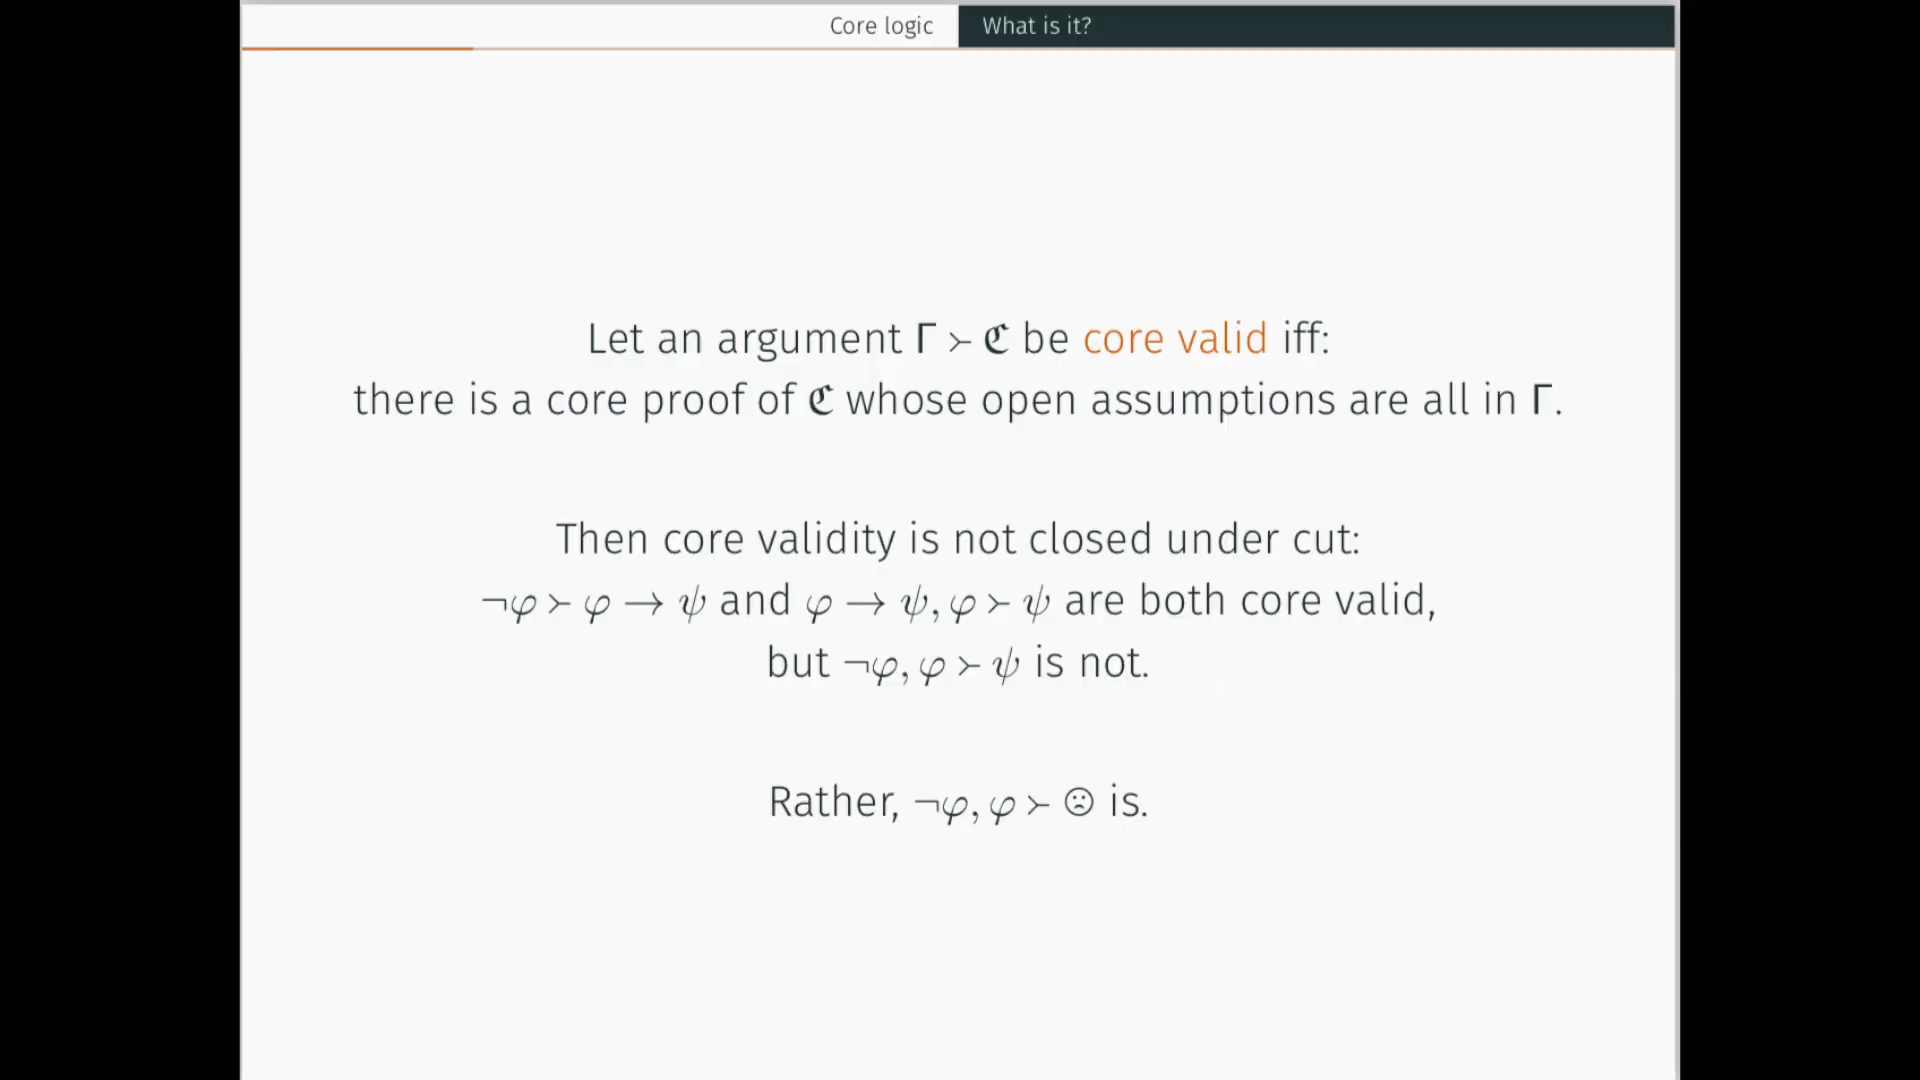 Core logic
What is it?
Let an argument Γ ≻ ℭ be core valid iff:
there is a core proof of ℭ whose open assumptions are all in Γ.
Then core validity is not closed under cut:
¬φ ≻ φ → ψ and φ → ψ, φ ≻ ψ are both core valid,
but ¬φ, φ ≻ ψ is not.
Rather, ¬φ, φ ≻ ☹ is.